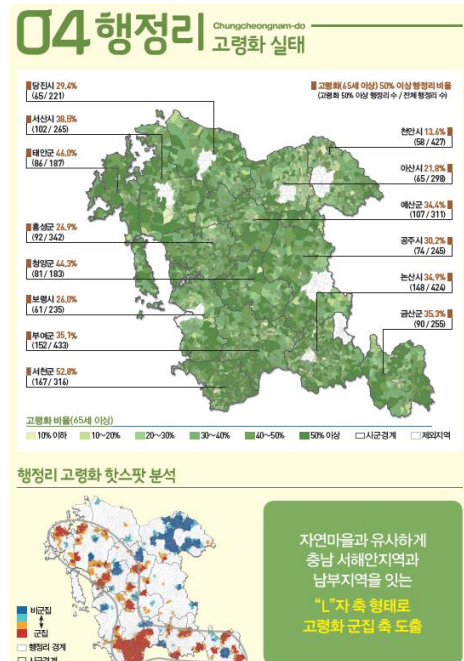 04 행정리 Chungcheongnam-do
고령화 실태
당진시 29.4%
(65 / 221)
서산시 38.5%
(102 / 265)
태안군 46.0%
(86 / 187)
홍성군 26.9%
(92 / 342)
청양군 44.3%
(81 / 183)
보령시 26.0%
(61 / 235)
부여군 35.1%
(152 / 433)
서천군 52.8%
(167 / 316)
고령화(65세 이상) 50% 이상 행정리 비율
(고령화 50% 이상 행정리 수 / 전체 행정리 수)
천안시 13.6%
(58 / 427)
아산시 21.8%
(65 / 298)
예산군 34.4%
(107 / 311)
공주시 30.2%
(74 / 245)
논산시 34.9%
(148 / 424)
금산군 35.3%
(90 / 255)
고령화 비율(65세 이상)
10% 이하 10~20% 20~30% 30~40% 40~50% 50% 이상 시군경계 제외지역
행정리 고령화 핫스팟 분석
비군집
군집
행정리 경계
시군경계
자연마을과 유사하게
충남 서해안지역과
남부지역을 잇는
“L”자 축 형태로
고령화 군집 축 도출